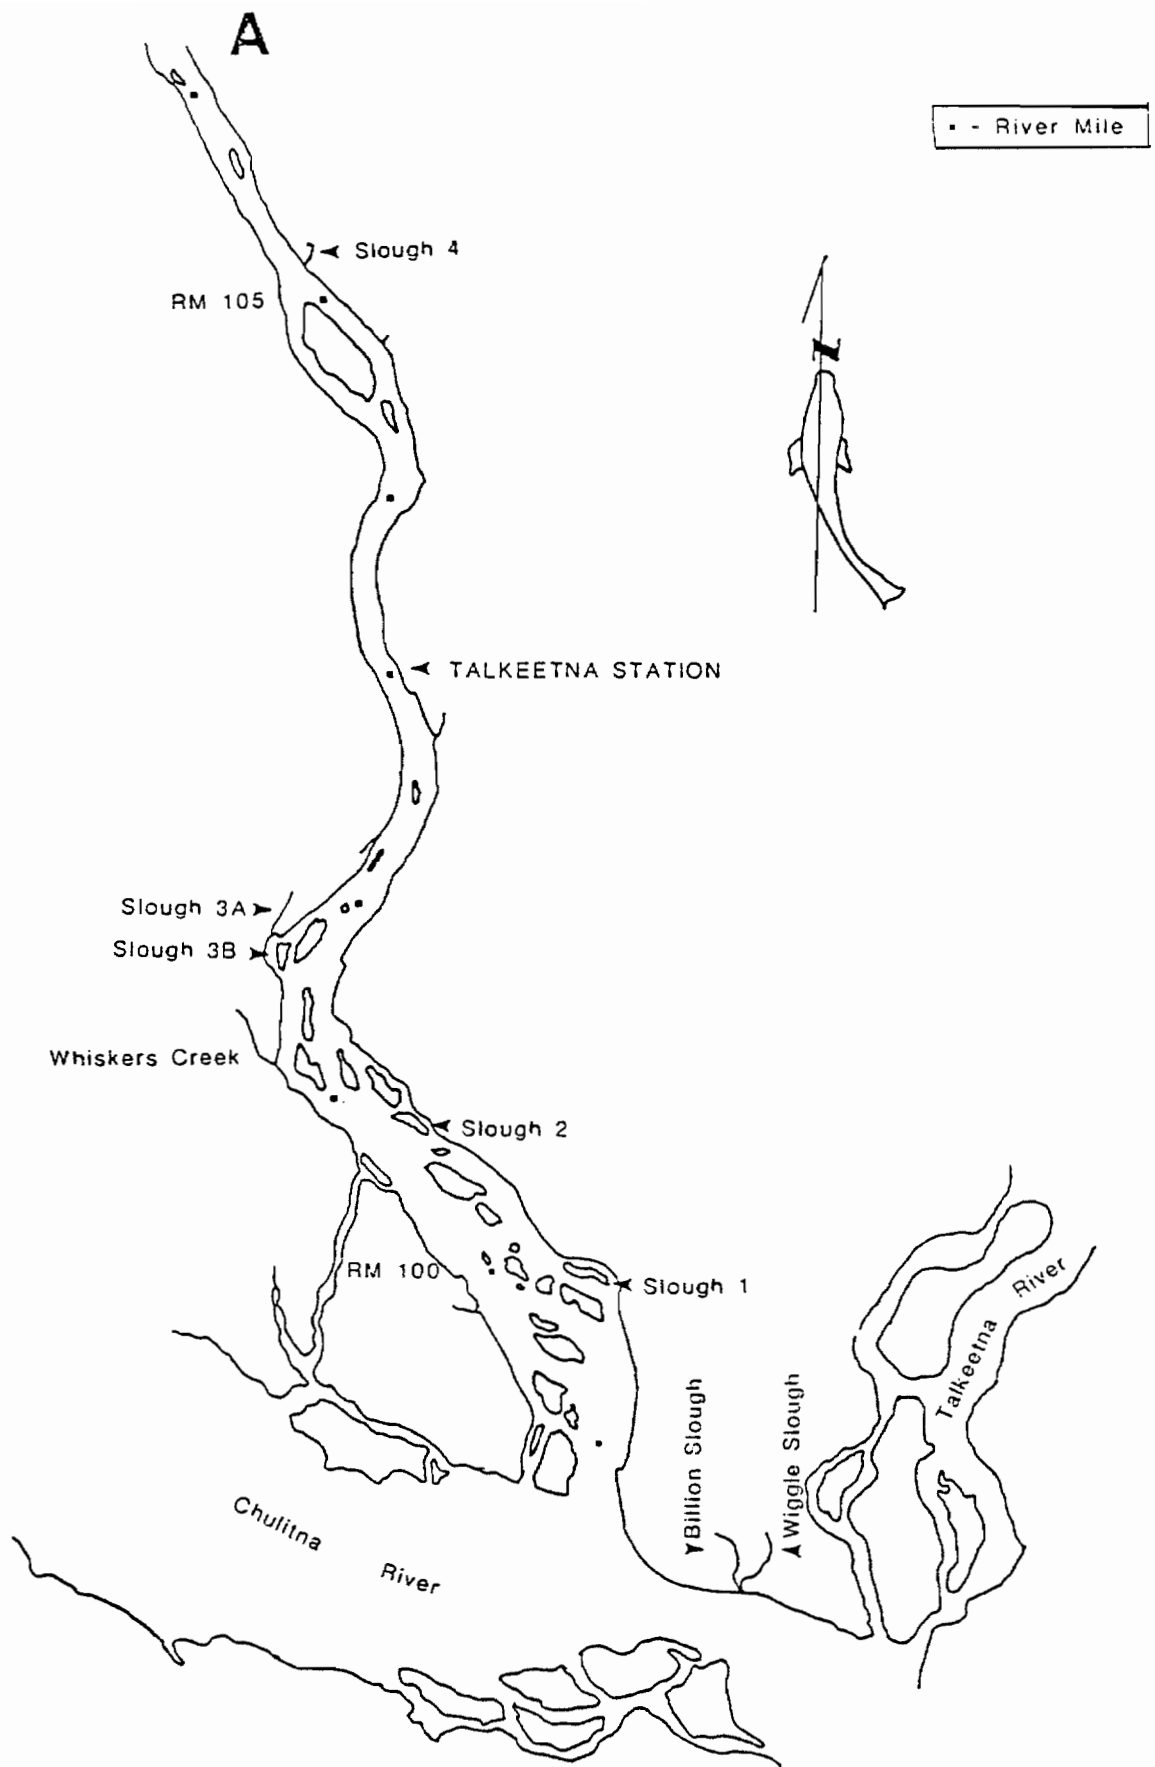 A
▪ - River Mile
Slough 4
RM 105
N
TALKEETNA STATION
Slough 3A
Slough 3B
Whiskers Creek
Slough 2
RM 100
Slough 1
Talkeetna River
Billion Slough
Wiggle Slough
Chulitna River